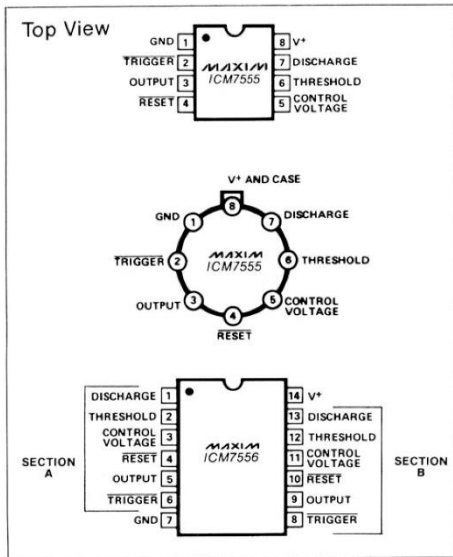 Top View
GND 1
TRIGGER 2
OUTPUT 3
RESET 4
MAXIM
ICM7555
8 V+
7 DISCHARGE
6 THRESHOLD
5 CONTROL
VOLTAGE
V+ AND CASE
8
GND
1
7
DISCHARGE
TRIGGER 2
MAXIM
ICM7555
6 THRESHOLD
OUTPUT
3
5
CONTROL
VOLTAGE
4
RESET
SECTION
A
DISCHARGE 1
THRESHOLD 2
CONTROL
VOLTAGE 3
RESET 4
OUTPUT 5
TRIGGER 6
GND 7
MAXIM
ICM7556
14 V+
13 DISCHARGE
12 THRESHOLD
11 CONTROL
VOLTAGE
10 RESET
9 OUTPUT
8 TRIGGER
SECTION
B